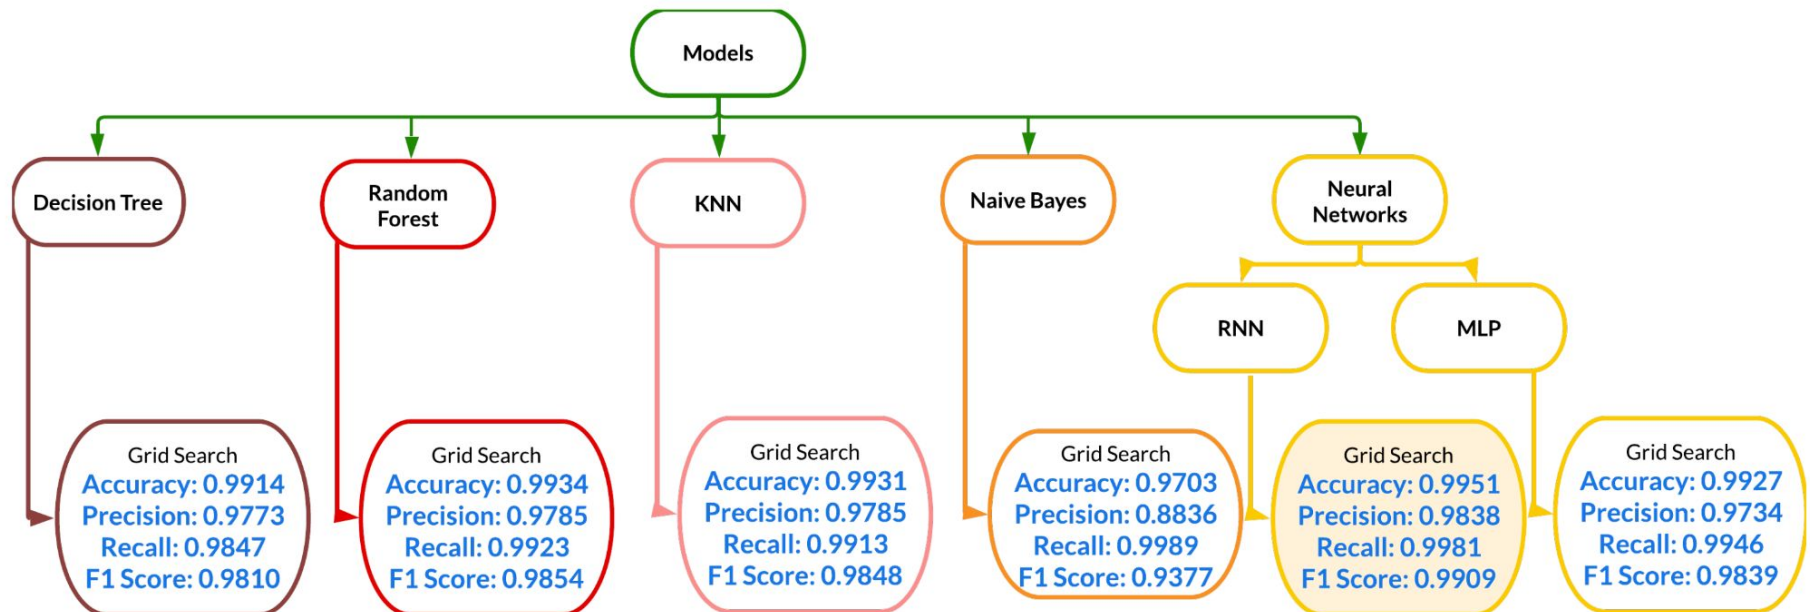 Models
Decision Tree
Random
Forest
KNN
Naive Bayes
Neural
Networks
RNN
MLP
Grid Search
Accuracy: 0.9914
Precision: 0.9773
Recall: 0.9847
F1 Score: 0.9810
Grid Search
Accuracy: 0.9934
Precision: 0.9785
Recall: 0.9923
F1 Score: 0.9854
Grid Search
Accuracy: 0.9931
Precision: 0.9785
Recall: 0.9913
F1 Score: 0.9848
Grid Search
Accuracy: 0.9703
Precision: 0.8836
Recall: 0.9989
F1 Score: 0.9377
Grid Search
Accuracy: 0.9951
Precision: 0.9838
Recall: 0.9981
F1 Score: 0.9909
Grid Search
Accuracy: 0.9927
Precision: 0.9734
Recall: 0.9946
F1 Score: 0.9839